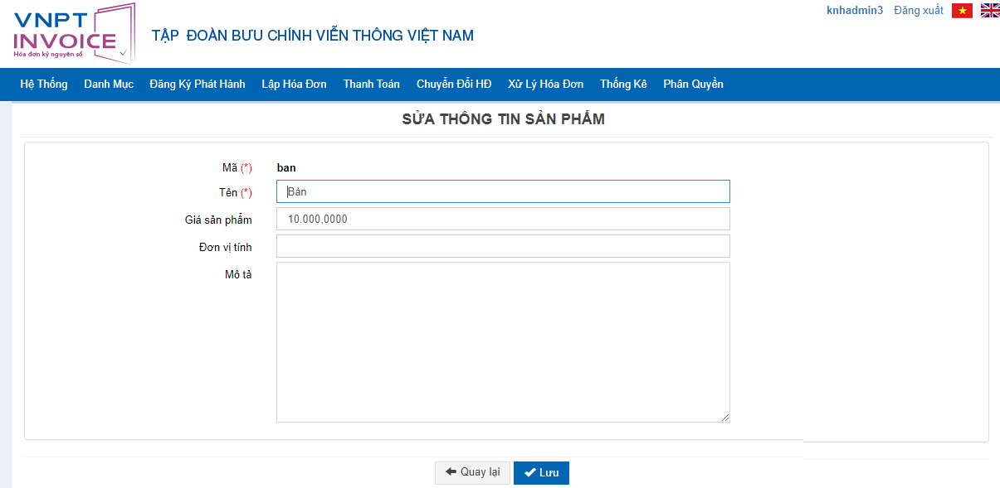 VNPT
INVOICE
Hóa đơn kỷ nguyên số
TẬP ĐOÀN BƯU CHÍNH VIỄN THÔNG VIỆT NAM
knhadmin3 Đăng xuất
Hệ Thống Danh Mục Đăng Ký Phát Hành Lập Hóa Đơn Thanh Toán Chuyển Đổi HĐ Xử Lý Hóa Đơn Thống Kê Phân Quyền
SỬA THÔNG TIN SẢN PHẨM
Mã (*) ban
Tên (*) Bàn
Giá sản phẩm 10.000,0000
Đơn vị tính
Mô tả
Quay lại Lưu